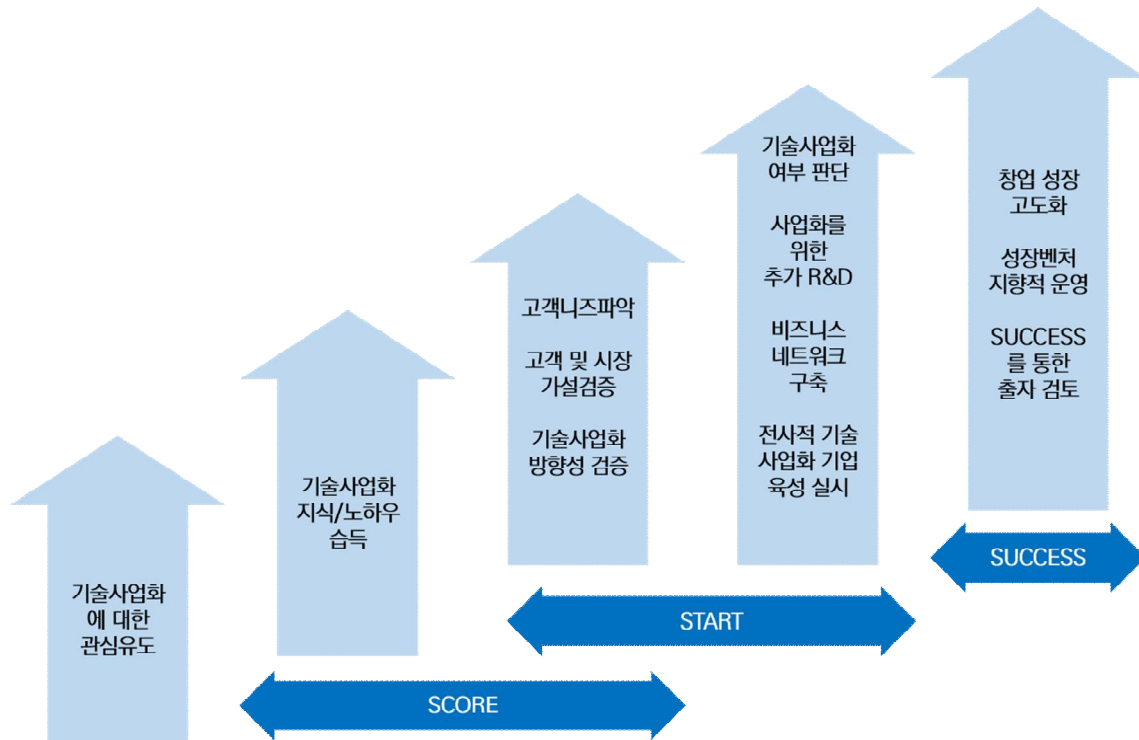 기술사업화
에 대한
관심유도
기술사업화
지식/노하우
습득
고객니즈파악
고객 및 시장
가설검증
기술사업화
방향성 검증
기술사업화
여부 판단
사업화를
위한
추가 R&D
비즈니스
네트워크
구축
전사적 기술
사업화 기업
육성 실시
창업 성장
고도화
성장벤처
지향적 운영
SUCCESS
를 통한
출자 검토
SCORE
START
SUCCESS